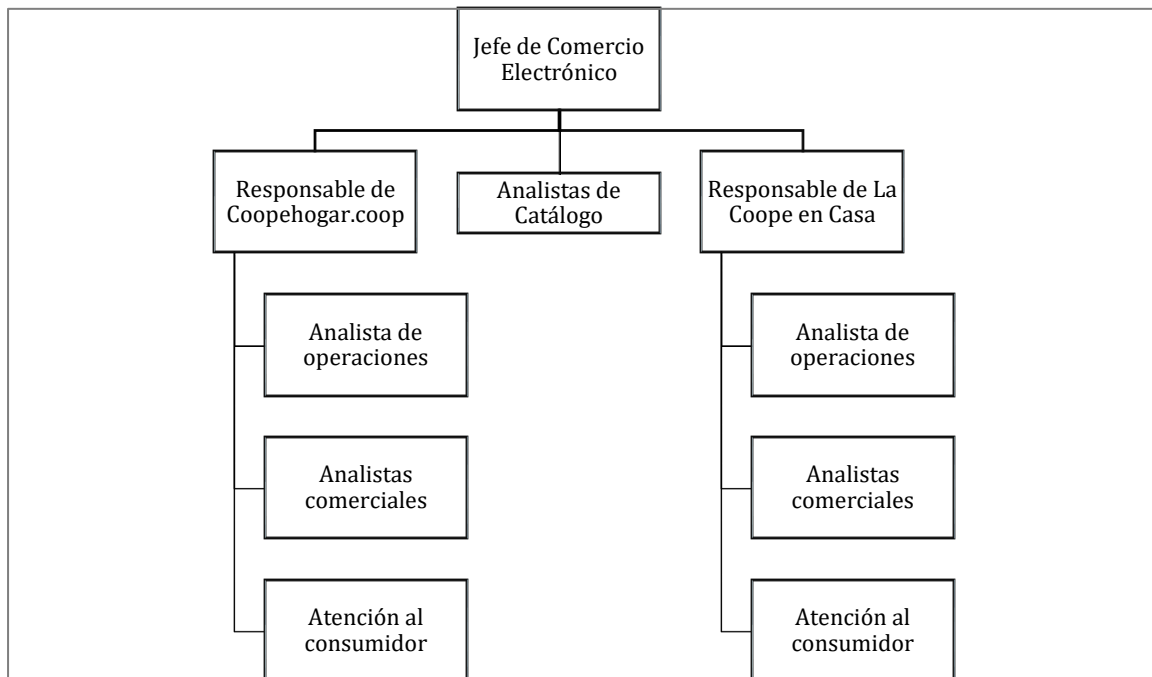 Jefe de Comercio
Electrónico
Responsable de
Coopehogar.coop
Analistas de
Catálogo
Responsable de La
Coope en Casa
Analista de
operaciones
Analistas
comerciales
Atención al
consumidor
Analista de
operaciones
Analistas
comerciales
Atención al
consumidor